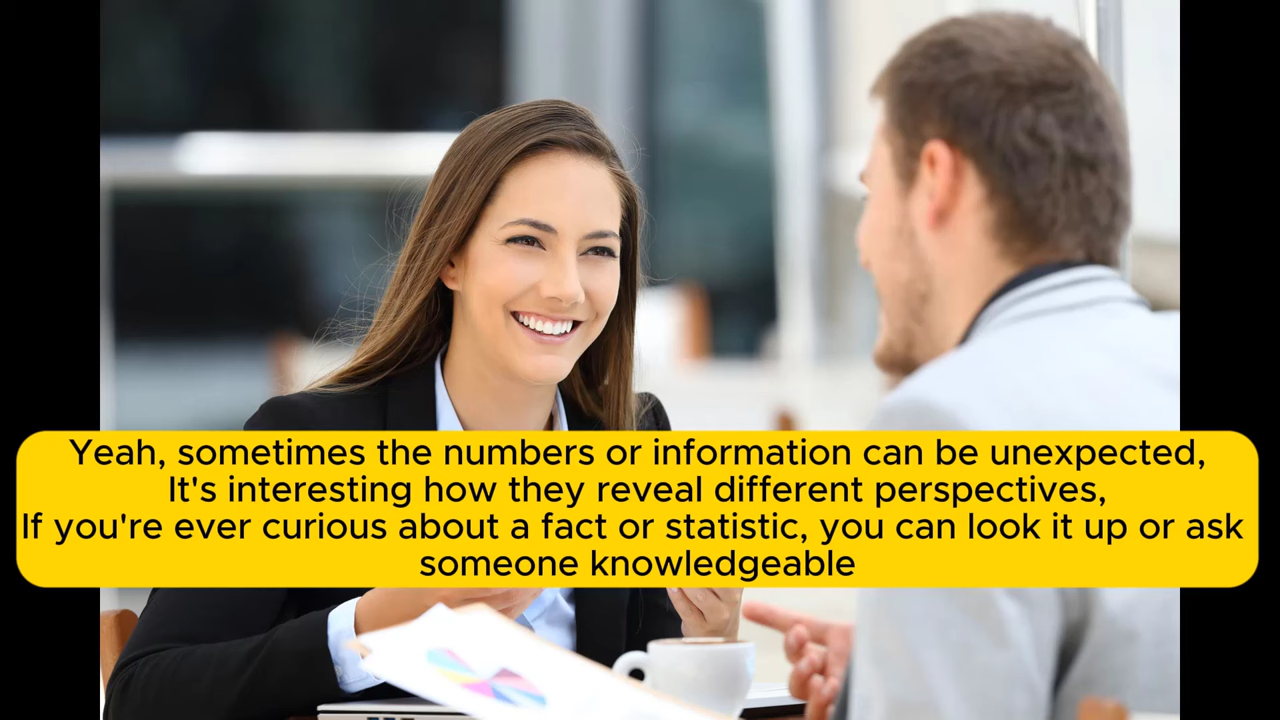 Yeah, sometimes the numbers or information can be unexpected,
It's interesting how they reveal different perspectives,
If you're ever curious about a fact or statistic, you can look it up or ask
someone knowledgeable